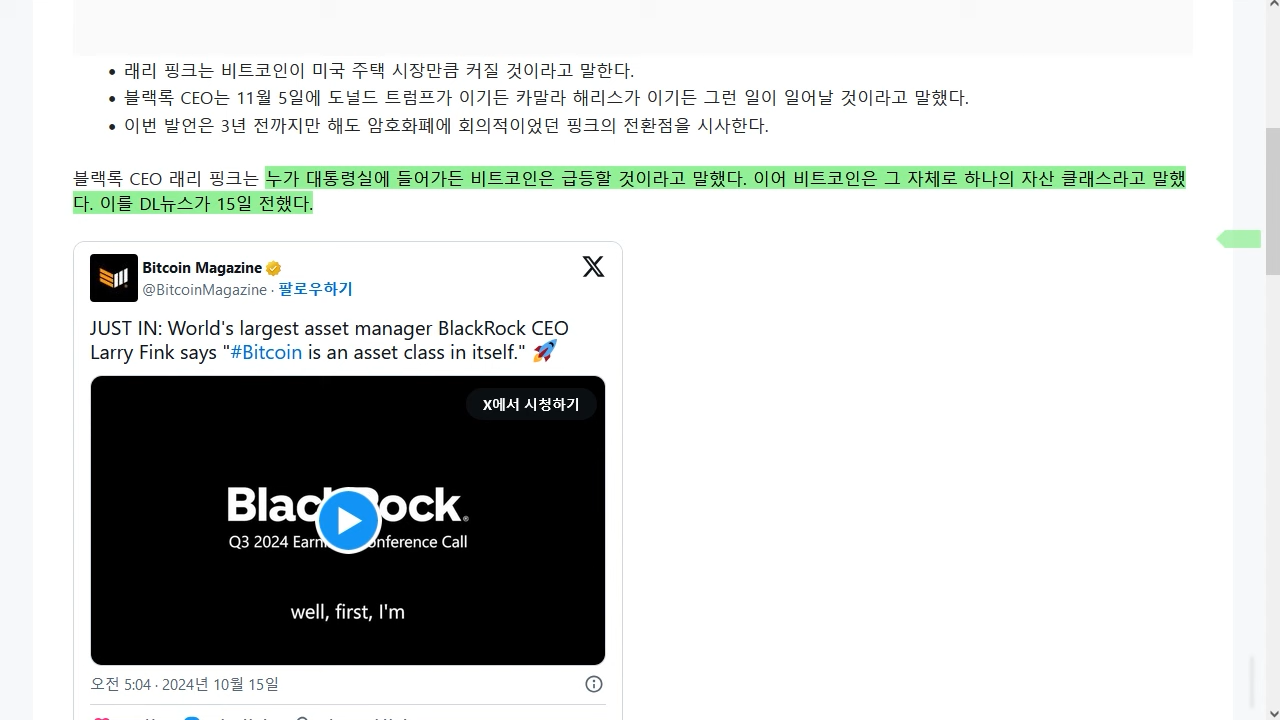 래리 핑크는 비트코인이 미국 주택 시장만큼 커질 것이라고 말한다.
블랙록 CEO는 11월 5일에 도널드 트럼프가 이기든 카말라 해리스가 이기든 그런 일이 일어날 것이라고 말했다.
이번 발언은 3년 전까지만 해도 암호화폐에 회의적이었던 핑크의 전환점을 시사한다.
블랙록 CEO 래리 핑크는 누가 대통령실에 들어가든 비트코인은 급등할 것이라고 말했다. 이어 비트코인은 그 자체로 하나의 자산 클래스라고 말했
다. 이를 DL뉴스가 15일 전했다.
Bitcoin Magazine
@BitcoinMagazine · 팔로우하기
JUST IN: World's largest asset manager BlackRock CEO
Larry Fink says "#Bitcoin is an asset class in itself." 🚀
X에서 시청하기
BlackRock®
Q3 2024 Earnings Conference Call
well, first, I'm
오전 5:04 · 2024년 10월 15일